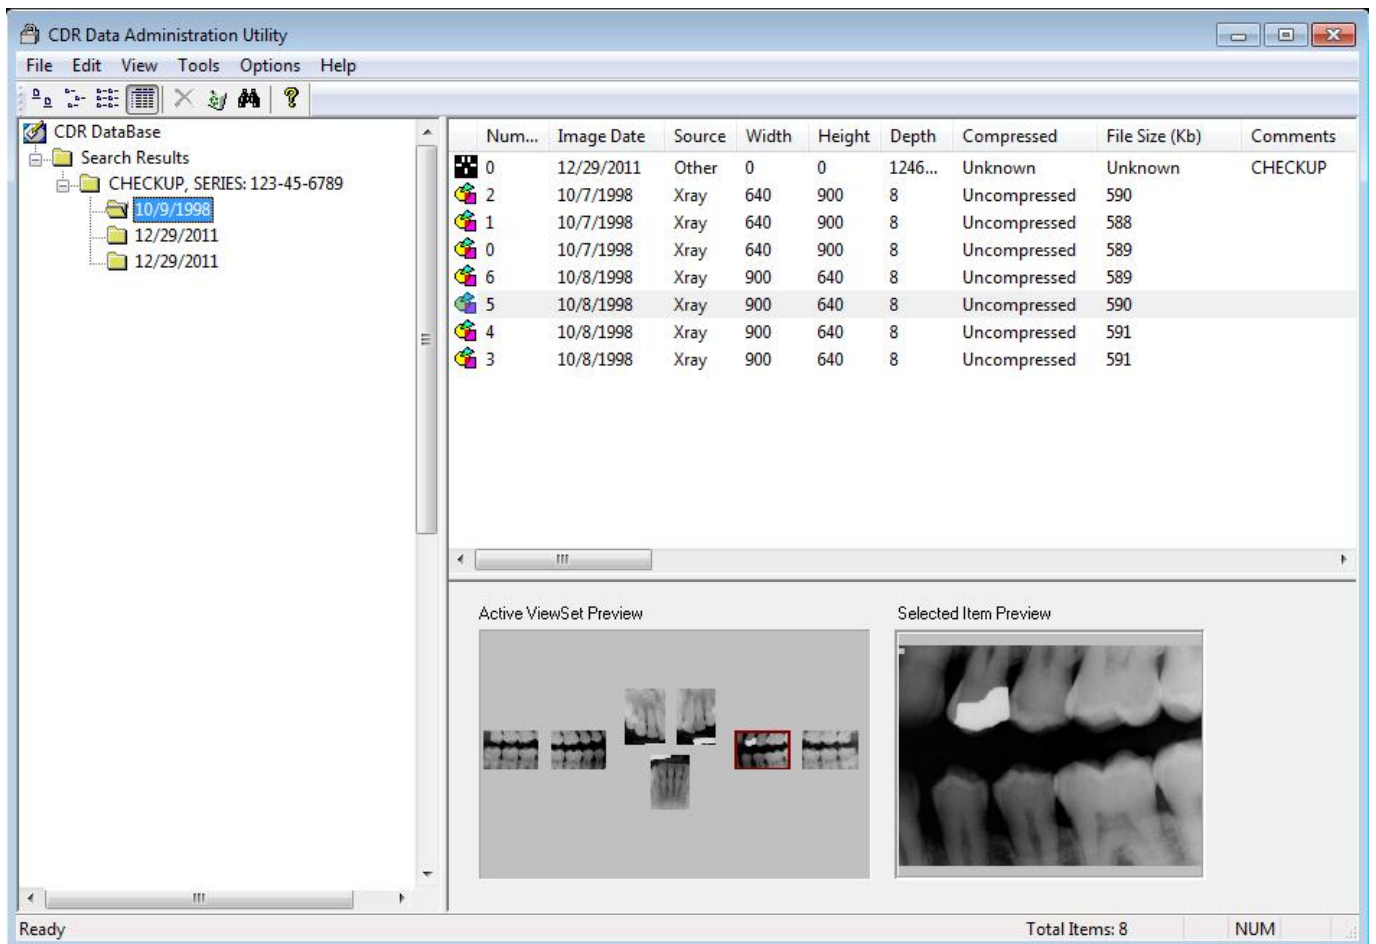 CDR Data Administration Utility
File Edit View Tools Options Help
CDR DataBase
Search Results
CHECKUP, SERIES: 123-45-6789
10/9/1998
12/29/2011
12/29/2011
Num... Image Date Source Width Height Depth Compressed File Size (Kb) Comments
0 12/29/2011 Other 0 0 1246... Unknown Unknown CHECKUP
2 10/7/1998 Xray 640 900 8 Uncompressed 590
1 10/7/1998 Xray 640 900 8 Uncompressed 588
0 10/7/1998 Xray 640 900 8 Uncompressed 589
6 10/8/1998 Xray 900 640 8 Uncompressed 589
5 10/8/1998 Xray 900 640 8 Uncompressed 590
4 10/8/1998 Xray 900 640 8 Uncompressed 591
3 10/8/1998 Xray 900 640 8 Uncompressed 591
Active ViewSet Preview Selected Item Preview
Ready Total Items: 8 NUM